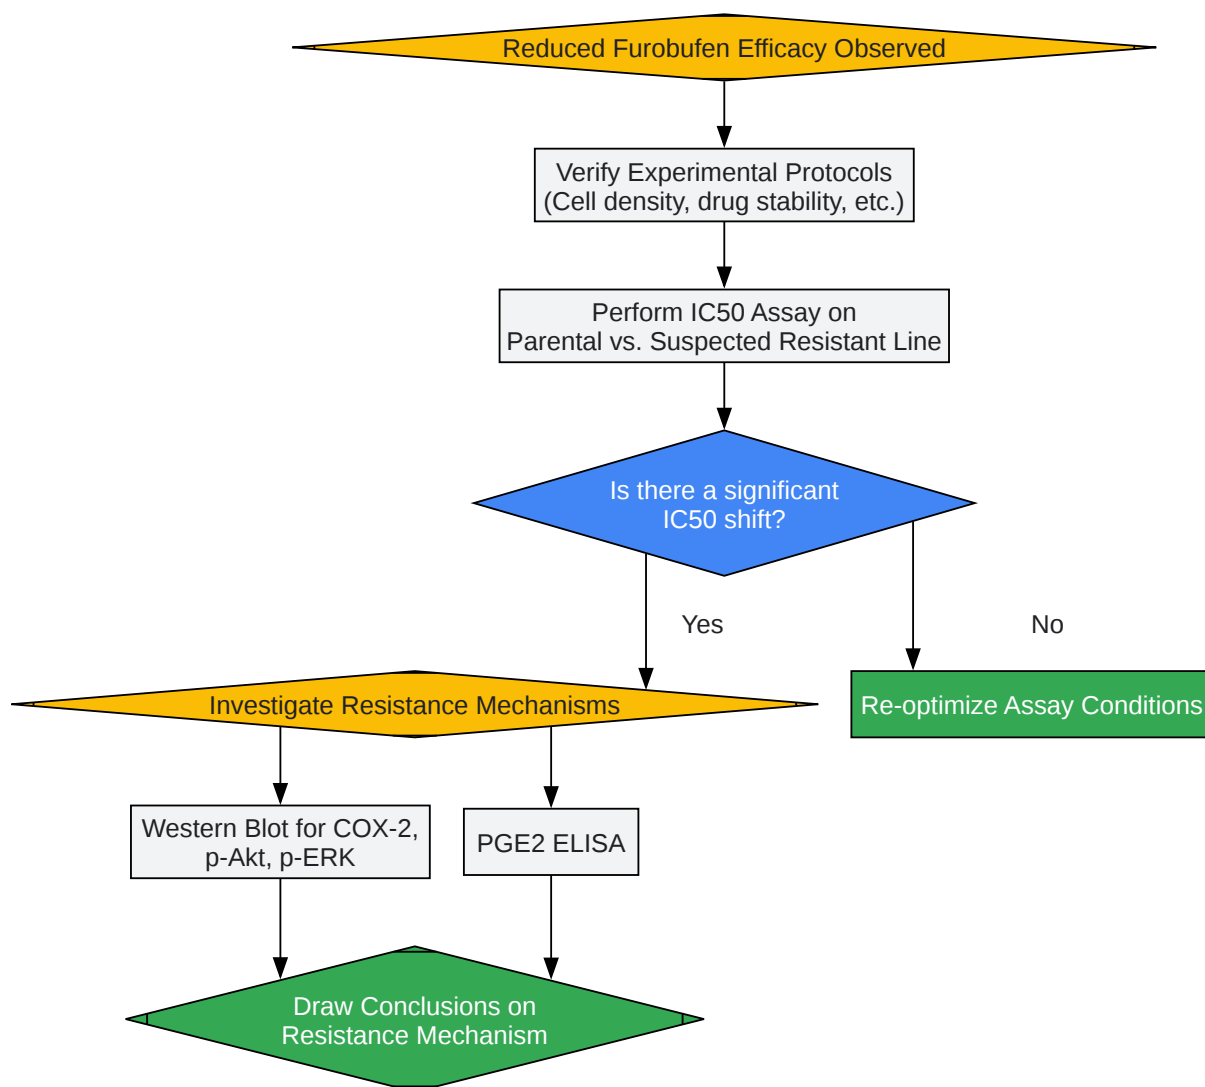 Reduced Furobufen Efficacy Observed
Verify Experimental Protocols
(Cell density, drug stability, etc.)
Perform IC50 Assay on
Parental vs. Suspected Resistant Line
Is there a significant
IC50 shift?
Yes
No
Investigate Resistance Mechanisms
Re-optimize Assay Conditions
Western Blot for COX-2,
p-Akt, p-ERK
PGE2 ELISA
Draw Conclusions on
Resistance Mechanism